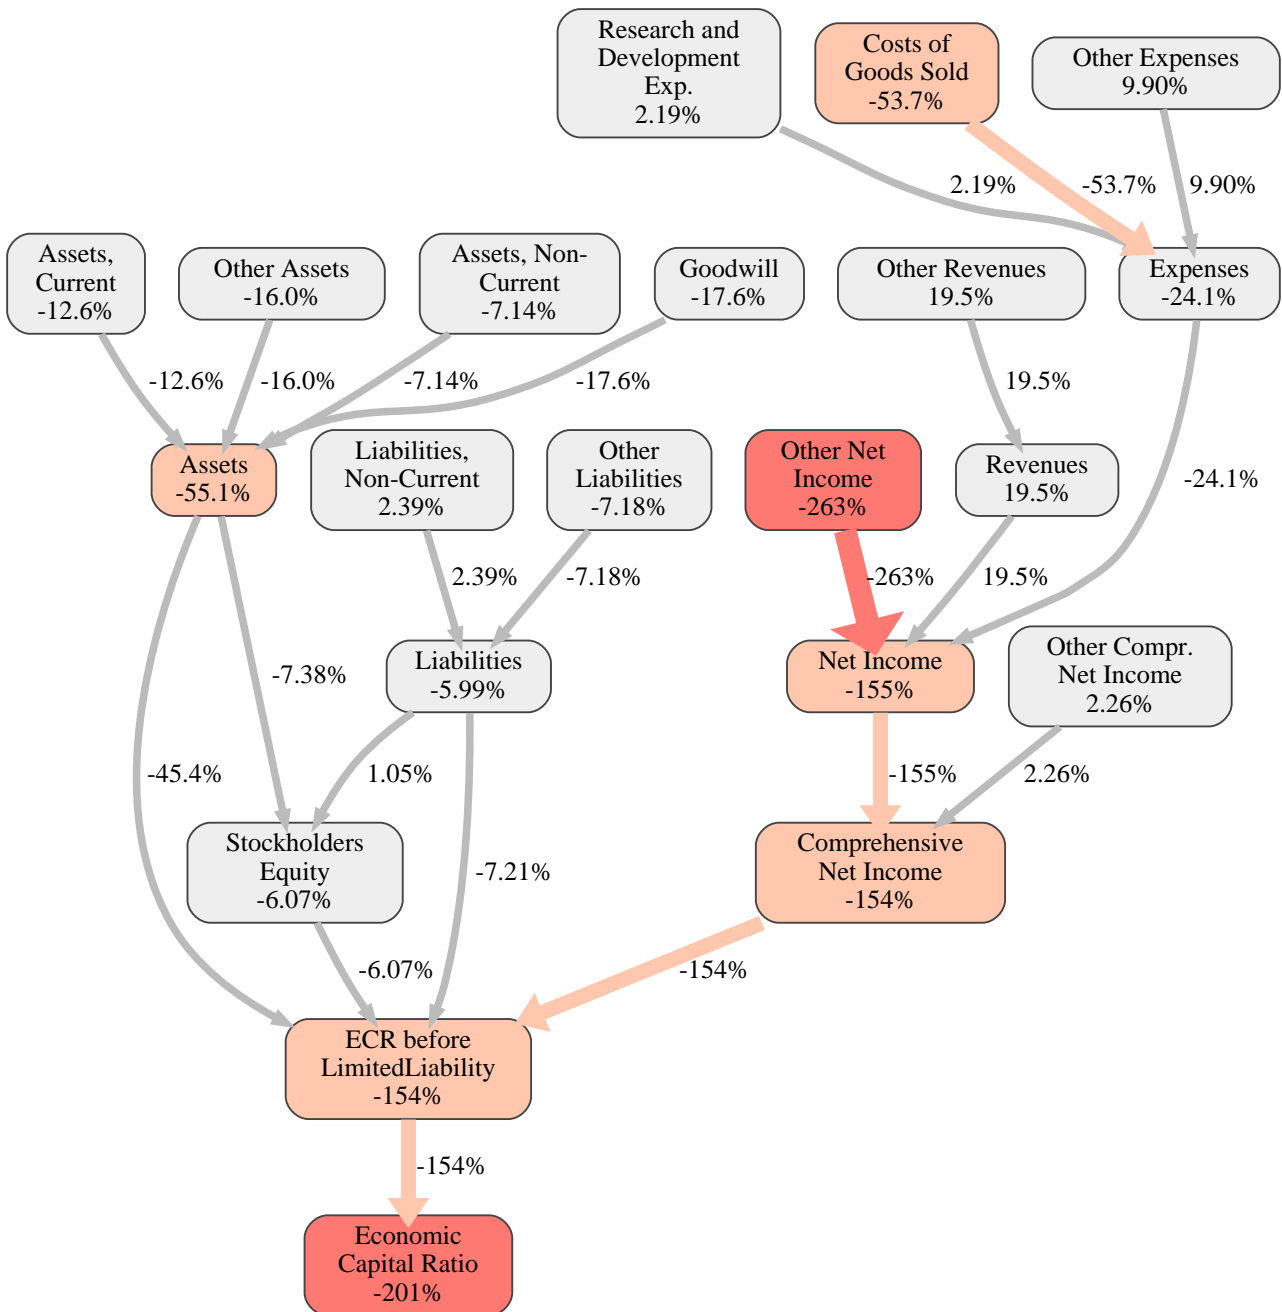 Research and
Development
Exp.
2.19%
Costs of
Goods Sold
-53.7%
Other Expenses
9.90%
2.19%
-53.7%
9.90%
Assets,
Current
-12.6%
Other Assets
-16.0%
Assets, Non-
Current
-7.14%
Goodwill
-17.6%
Other Revenues
19.5%
Expenses
-24.1%
-12.6%
-16.0%
-7.14%
-17.6%
19.5%
Assets
-55.1%
Liabilities,
Non-Current
2.39%
Other
Liabilities
-7.18%
Other Net
Income
-263%
Revenues
19.5%
-24.1%
2.39%
-7.18%
-263%
19.5%
Liabilities
-5.99%
Net Income
-155%
Other Compr.
Net Income
2.26%
-7.38%
-45.4%
1.05%
-155%
2.26%
Stockholders
Equity
-6.07%
-7.21%
Comprehensive
Net Income
-154%
-6.07%
-154%
ECR before
LimitedLiability
-154%
-154%
Economic
Capital Ratio
-201%